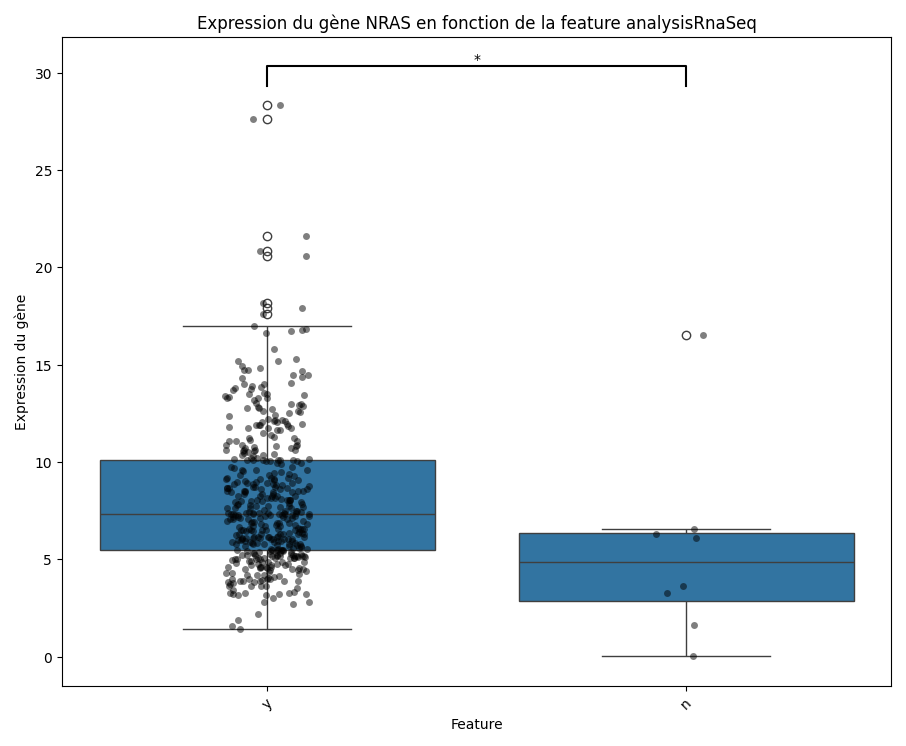 Expression du gène NRAS en fonction de la feature analysisRnaSeq
*
30
25
20
15
10
5
0
Expression du gène
y
n
Feature